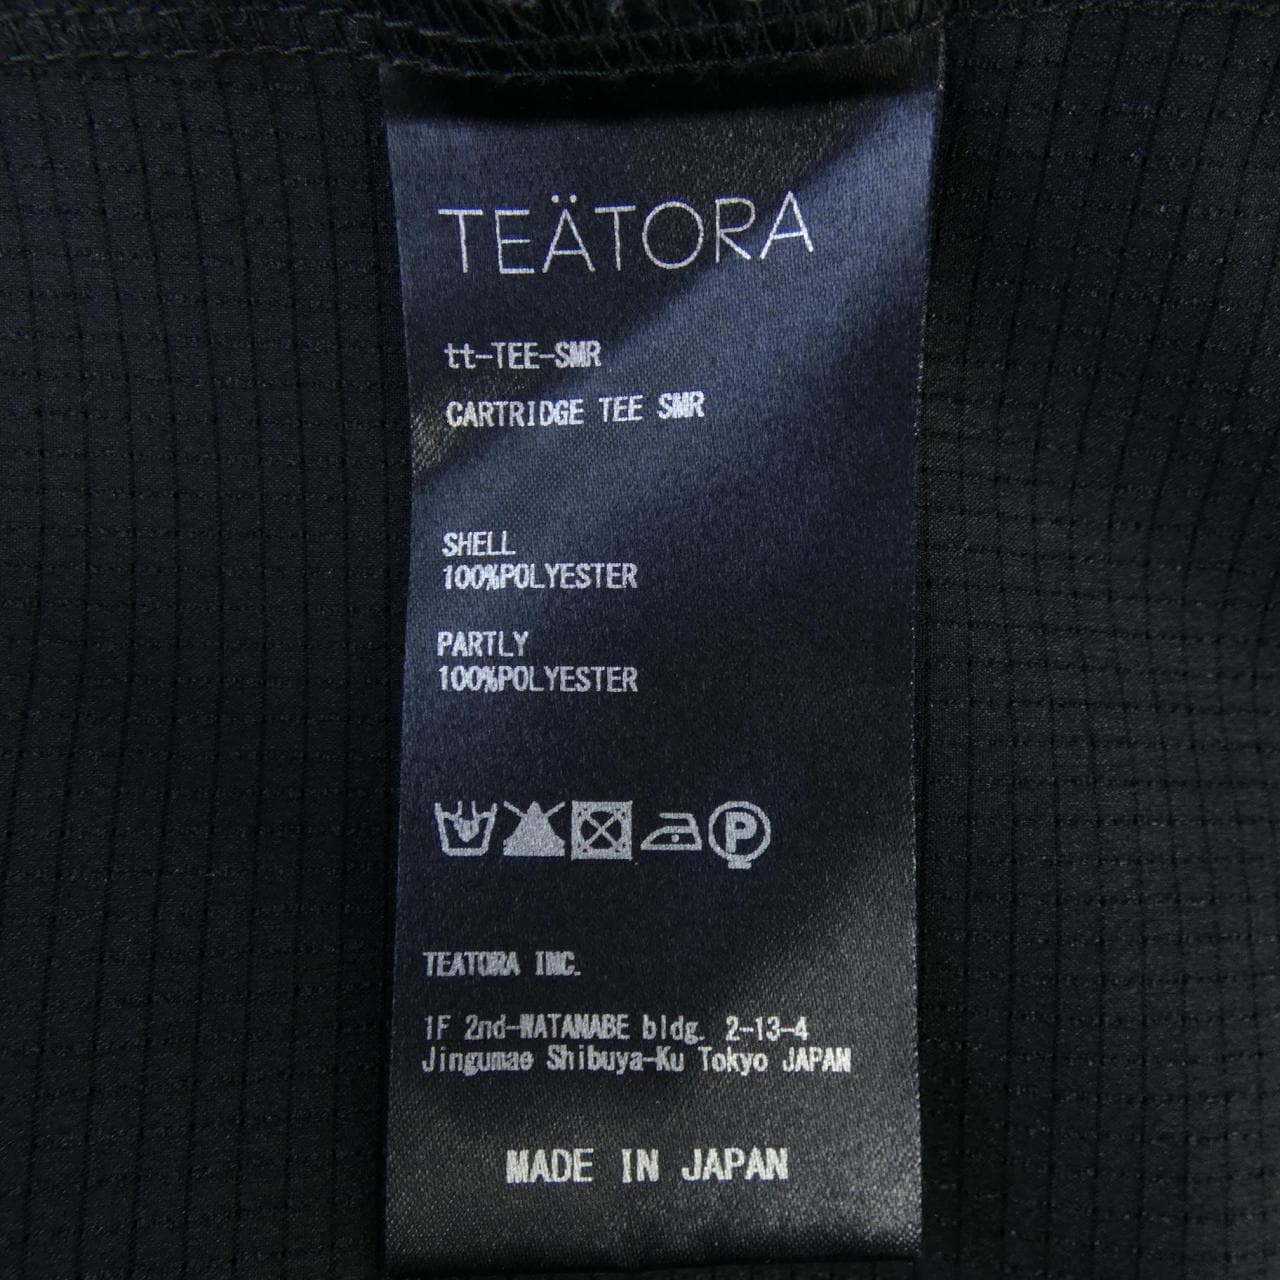 TEÄTORA
tt-TEE-SMR
CARTRIDGE TEE SMR
SHELL
100%POLYESTER
PARTLY
100%POLYESTER
P
TEATORA INC.
1F 2nd-WATANABE bldg. 2-13-4
Jingumae Shibuya-Ku Tokyo JAPAN
MADE IN JAPAN